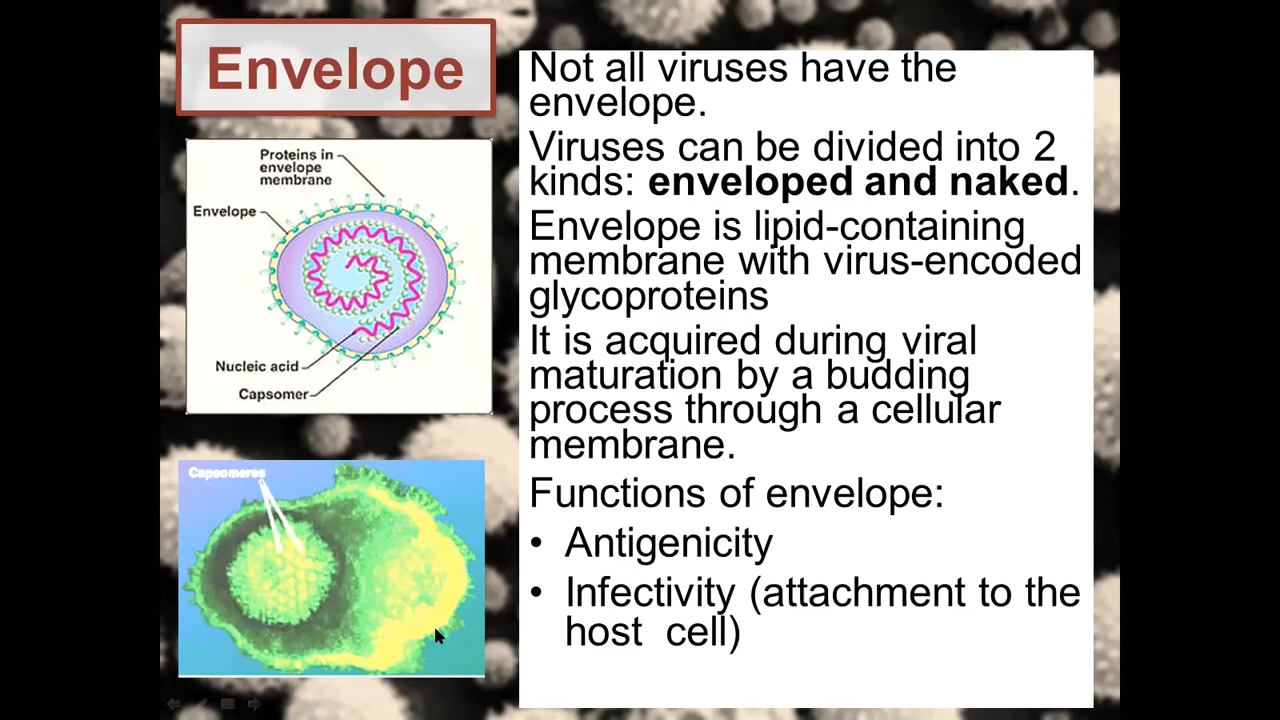 Envelope
Proteins in
envelope
membrane
Envelope
Nucleic acid
Capsomer
Capsomeres
Not all viruses have the
envelope.
Viruses can be divided into 2
kinds: enveloped and naked.
Envelope is lipid-containing
membrane with virus-encoded
glycoproteins
It is acquired during viral
maturation by a budding
process through a cellular
membrane.
Functions of envelope:
• Antigenicity
• Infectivity (attachment to the
host cell)